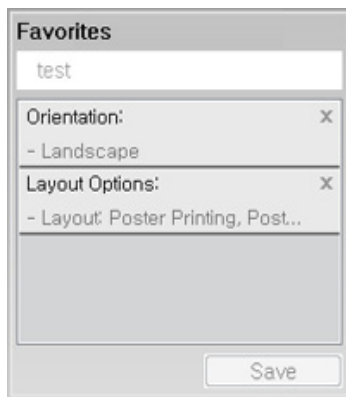 Favorites
test
Orientation: x
- Landscape
Layout Options: x
- Layout: Poster Printing, Post...
Save